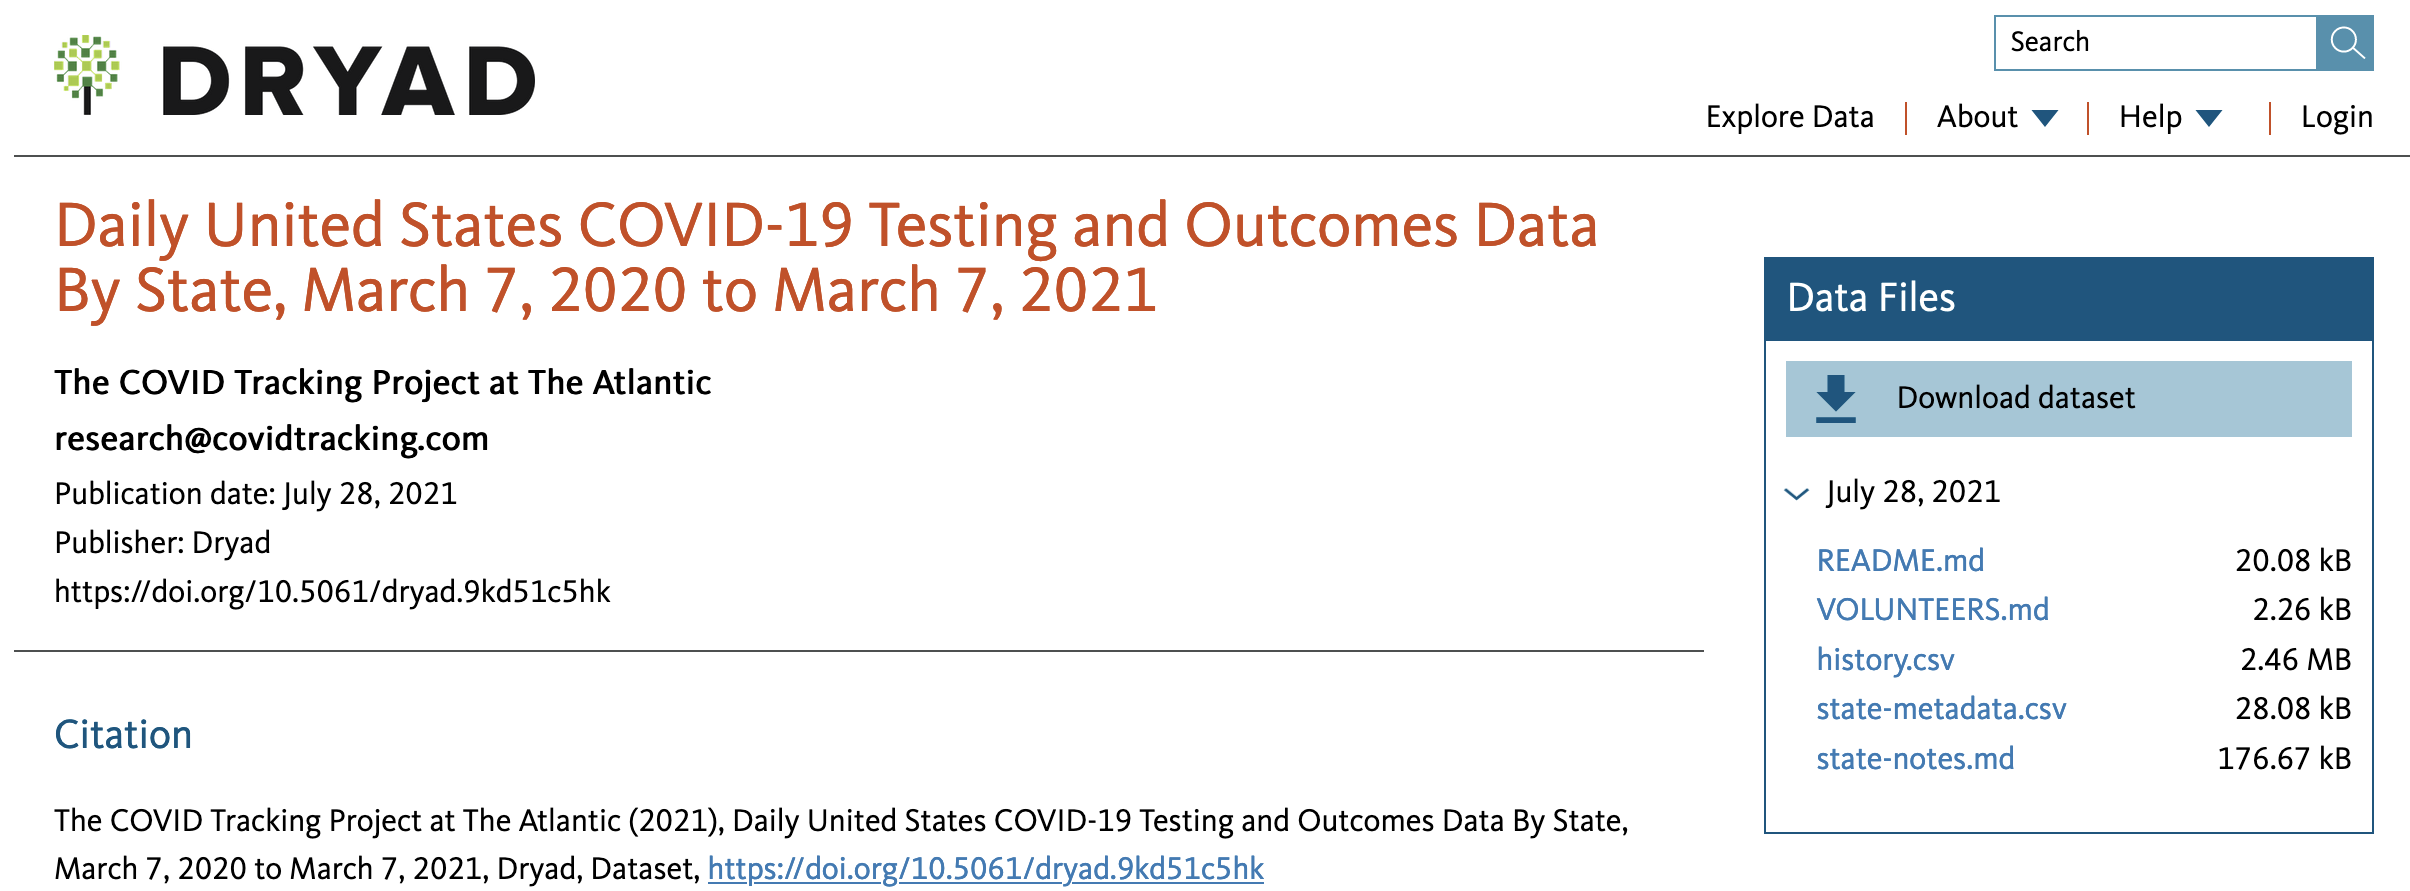 DRYAD
Search
Explore Data
About
Help
Login
Daily United States COVID-19 Testing and Outcomes Data
By State, March 7, 2020 to March 7, 2021
The COVID Tracking Project at The Atlantic
research@covidtracking.com
Publication date: July 28, 2021
Publisher: Dryad
https://doi.org/10.5061/dryad.9kd51c5hk
Citation
The COVID Tracking Project at The Atlantic (2021), Daily United States COVID-19 Testing and Outcomes Data By State,
March 7, 2020 to March 7, 2021, Dryad, Dataset, https://doi.org/10.5061/dryad.9kd51c5hk
Data Files
Download dataset
July 28, 2021
README.md 20.08 kB
VOLUNTEERS.md 2.26 kB
history.csv 2.46 MB
state-metadata.csv 28.08 kB
state-notes.md 176.67 kB